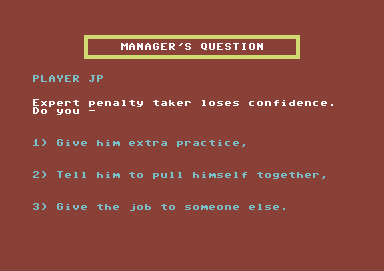 MANAGER'S QUESTION
PLAYER JP
Expert penalty taker loses confidence.
Do you –
1) Give him extra practice,
2) Tell him to pull himself together,
3) Give the job to someone else.